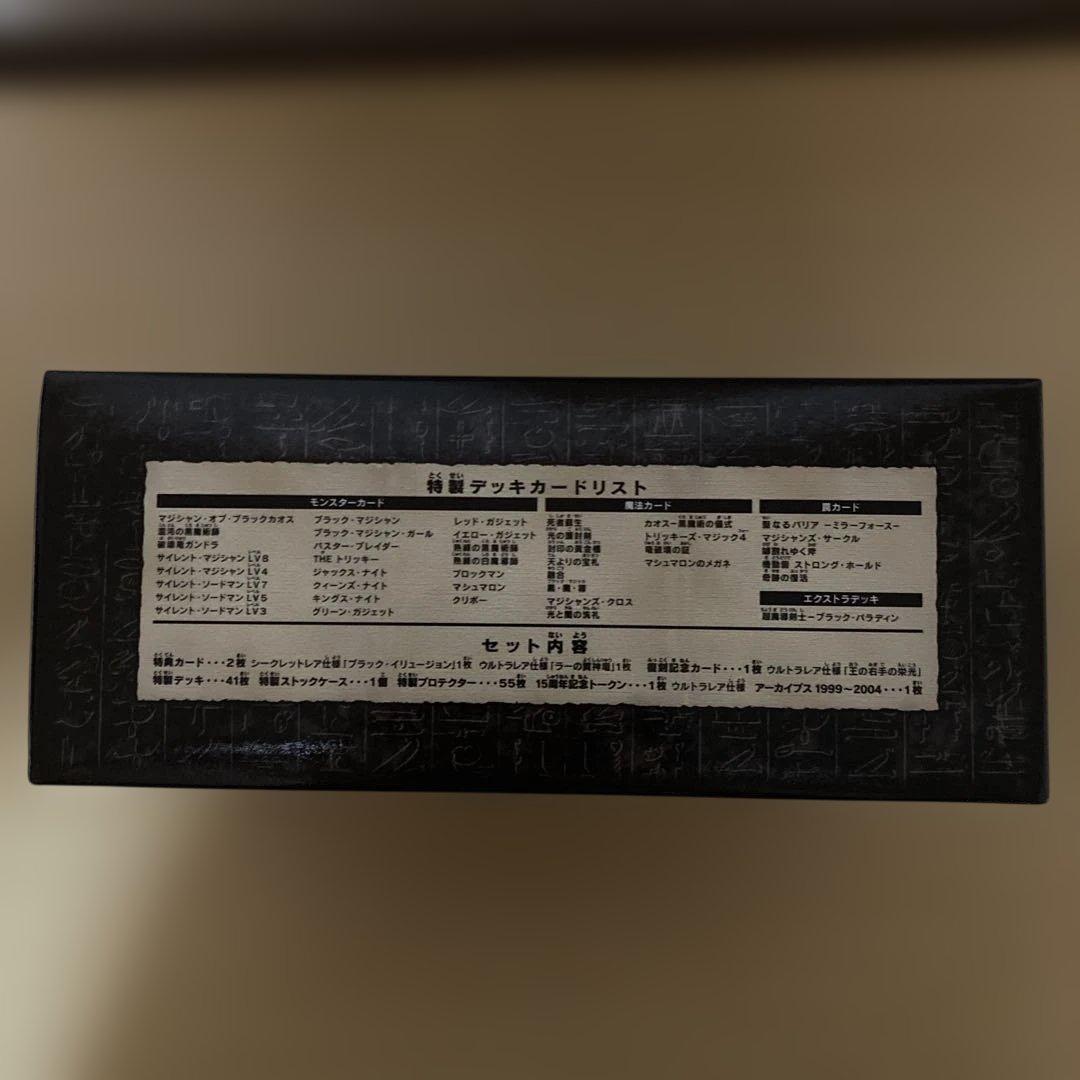 特製デッキカードリスト
モンスターカード
マジシャン・オブ・ブラックカオス
混沌の黒魔術師
破壊竜ガンドラ
サイレント・マジシャン LV8
サイレント・マジシャン LV4
サイレント・ソードマン LV7
サイレント・ソードマン LV5
サイレント・ソードマン LV3
ブラック・マジシャン
ブラック・マジシャン・ガール
バスター・ブレイダー
THE トリッキー
ジャックス・ナイト
クィーンズ・ナイト
キングス・ナイト
グリーン・ガジェット
レッド・ガジェット
イエロー・ガジェット
熟練の黒魔術師
熟練の白魔導師
ブロックマン
マシュマロン
クリボー
魔法カード
死者蘇生
光の護封剣
封印の黄金櫃
天よりの宝札
融合
黒・魔・導
マジシャンズ・クロス
光と闇の洗礼
カオス－黒魔術の儀式
トリッキーズ・マジック4
竜破壊の証
マシュマロンのメガネ
罠カード
聖なるバリア －ミラーフォース－
マジシャンズ・サークル
破壊
機動砦 ストロング・ホールド
奇跡の復活
エクストラデッキ
超魔導剣士－ブラック・パラディン
セット内容
特典カード・・・2枚 シークレットレア仕様「ブラック・イリュージョン」1枚 ウルトラレア仕様「ラーの翼神竜」1枚 復刻記念カード・・・1枚 ウルトラレア仕様「王の右手の栄光」
特製デッキ・・・41枚 特製ストックケース・・・1個 特製プロテクター・・・55枚 15周年記念トークン・・・1枚 ウルトラレア仕様 アーカイブス 1999～2004・・・1枚